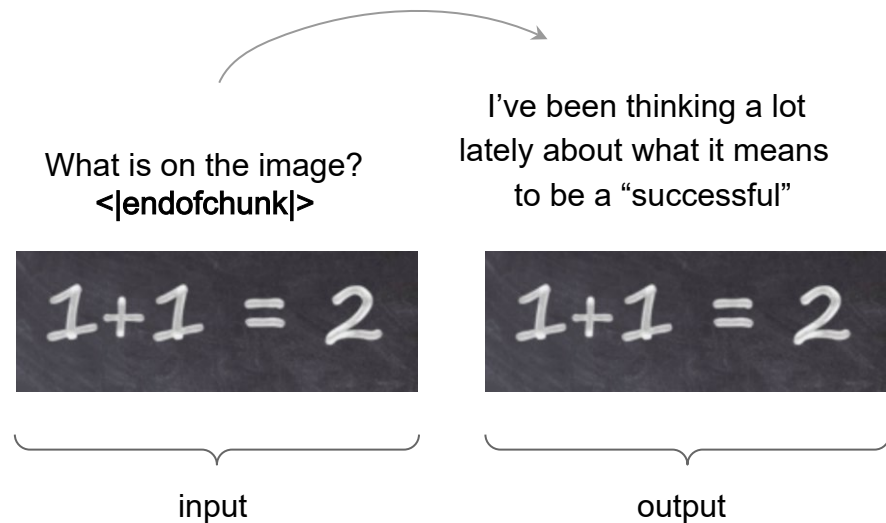 What is on the image?
<|endofchunk|>
1+1 = 2
input
I’ve been thinking a lot
lately about what it means
to be a “successful”
1+1 = 2
output